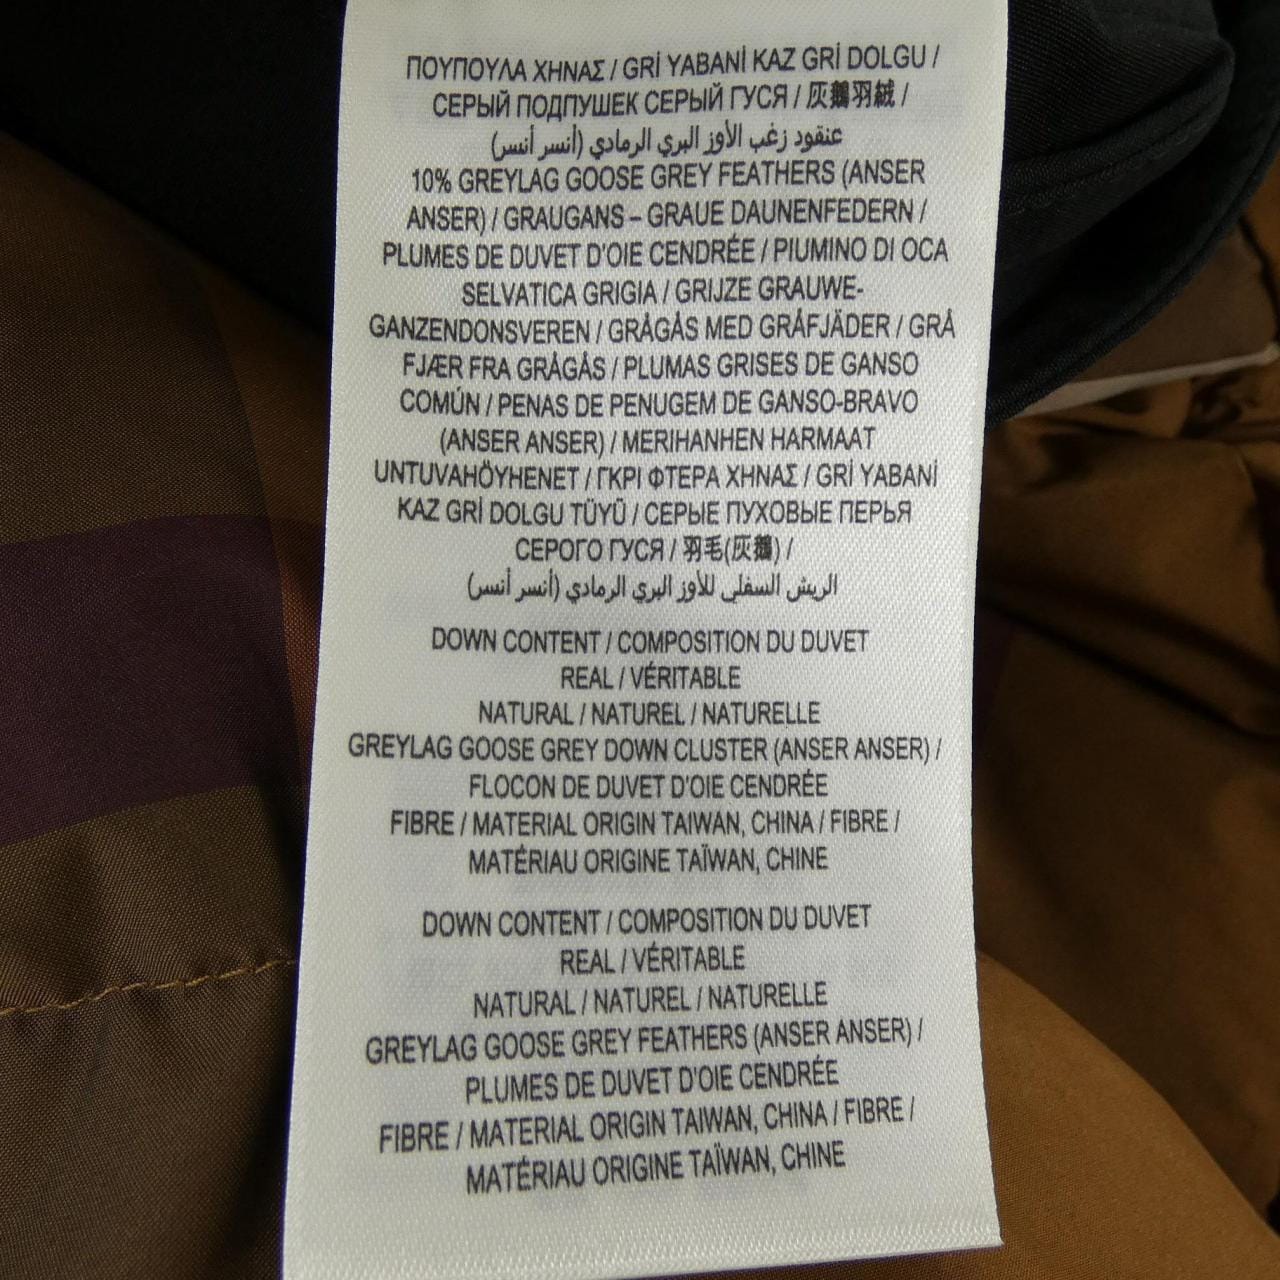 ΠΟΥΠΟΥΛΑ ΧΗΝΑΣ / GRİ YABANİ KAZ GRİ DOLGU /
СЕРЫЙ ПОДПУШЕК СЕРЫЙ ГУСЯ / 灰鵝羽絨 /
عنقود زغب الأوز البري الرمادي (أنسر أنسر)
10% GREYLAG GOOSE GREY FEATHERS (ANSER
ANSER) / GRAUGANS – GRAUE DAUNENFEDERN /
PLUMES DE DUVET D'OIE CENDRÉE / PIUMINO DI OCA
SELVATICA GRIGIA / GRIJZE GRAUWE-
GANZENDONSVEREN / GRÅGÅS MED GRÅFJÄDER / GRÅ
FJÆR FRA GRÅGÅS / PLUMAS GRISES DE GANSO
COMÚN / PENAS DE PENUGEM DE GANSO-BRAVO
(ANSER ANSER) / MERIHANHEN HARMAAT
UNTUVAHÖYHENET / ΓΚΡΙ ΦΤΕΡΑ ΧΗΝΑΣ / GRİ YABANİ
KAZ GRİ DOLGU TÜYÜ / СЕРЫЕ ПУХОВЫЕ ПЕРЬЯ
СЕРОГО ГУСЯ / 羽毛(灰鵝) /
الريش السفلي للأوز البري الرمادي (أنسر أنسر)
DOWN CONTENT / COMPOSITION DU DUVET
REAL / VÉRITABLE
NATURAL / NATUREL / NATURELLE
GREYLAG GOOSE GREY DOWN CLUSTER (ANSER ANSER) /
FLOCON DE DUVET D'OIE CENDRÉE
FIBRE / MATERIAL ORIGIN TAIWAN, CHINA / FIBRE /
MATÉRIAU ORIGINE TAÏWAN, CHINE
DOWN CONTENT / COMPOSITION DU DUVET
REAL / VÉRITABLE
NATURAL / NATUREL / NATURELLE
GREYLAG GOOSE GREY FEATHERS (ANSER ANSER) /
PLUMES DE DUVET D'OIE CENDRÉE
FIBRE / MATERIAL ORIGIN TAIWAN, CHINA / FIBRE /
MATÉRIAU ORIGINE TAÏWAN, CHINE